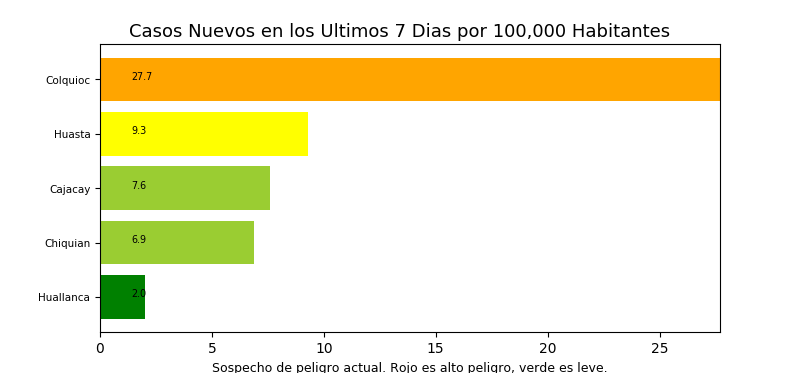 Casos Nuevos en los Ultimos 7 Dias por 100,000 Habitantes
Colquioc 27.7
Huasta 9.3
Cajacay 7.6
Chiquian 6.9
Huallanca 2.0
0 5 10 15 20 25
Sospecho de peligro actual. Rojo es alto peligro, verde es leve.